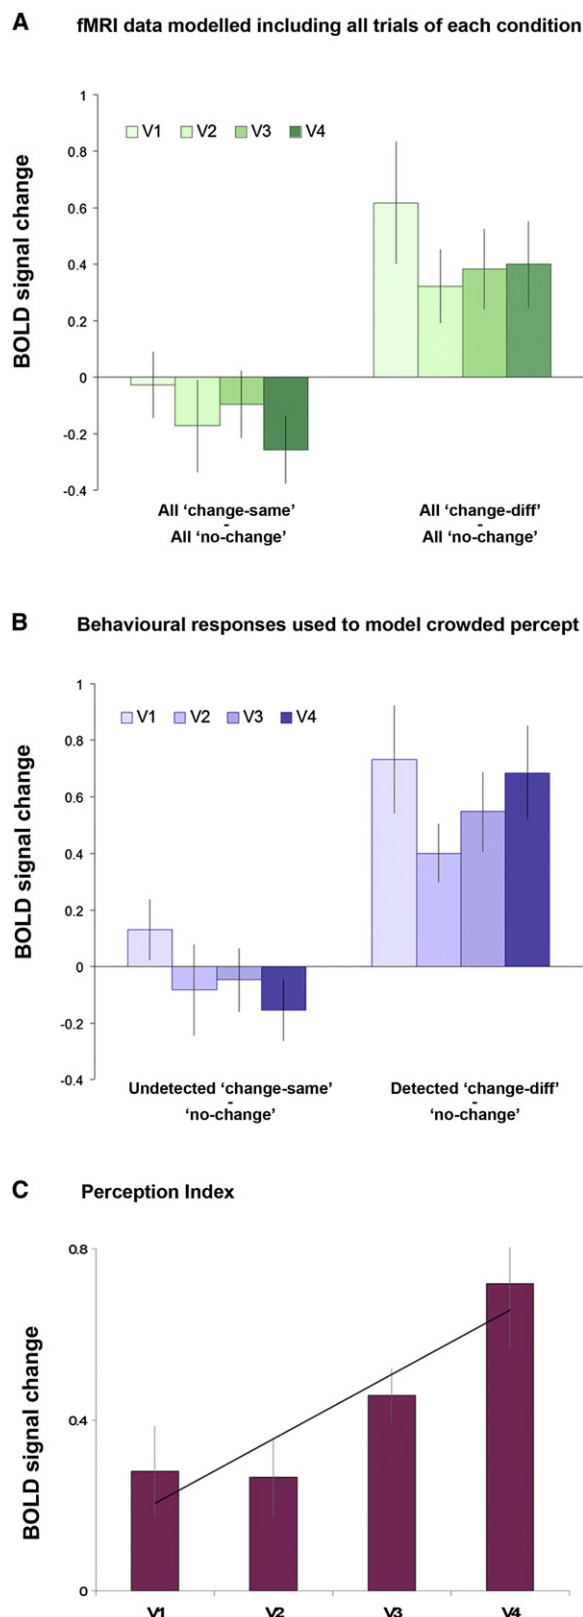 A fMRI data modelled including all trials of each condition
1
V1 V2 V3 V4
0.8
0.6
0.4
0.2
0
-0.2
-0.4
BOLD signal change
All ‘change-same’
-
All ‘no-change’
All ‘change-diff’
-
All ‘no-change’
B Behavioural responses used to model crowded percept
1
V1 V2 V3 V4
0.8
0.6
0.4
0.2
0
-0.2
-0.4
BOLD signal change
Undetected ‘change-same’
-
‘no-change’
Detected ‘change-diff’
-
‘no-change’
C Perception Index
0.8
0.4
0
BOLD signal change
V1 V2 V3 V4